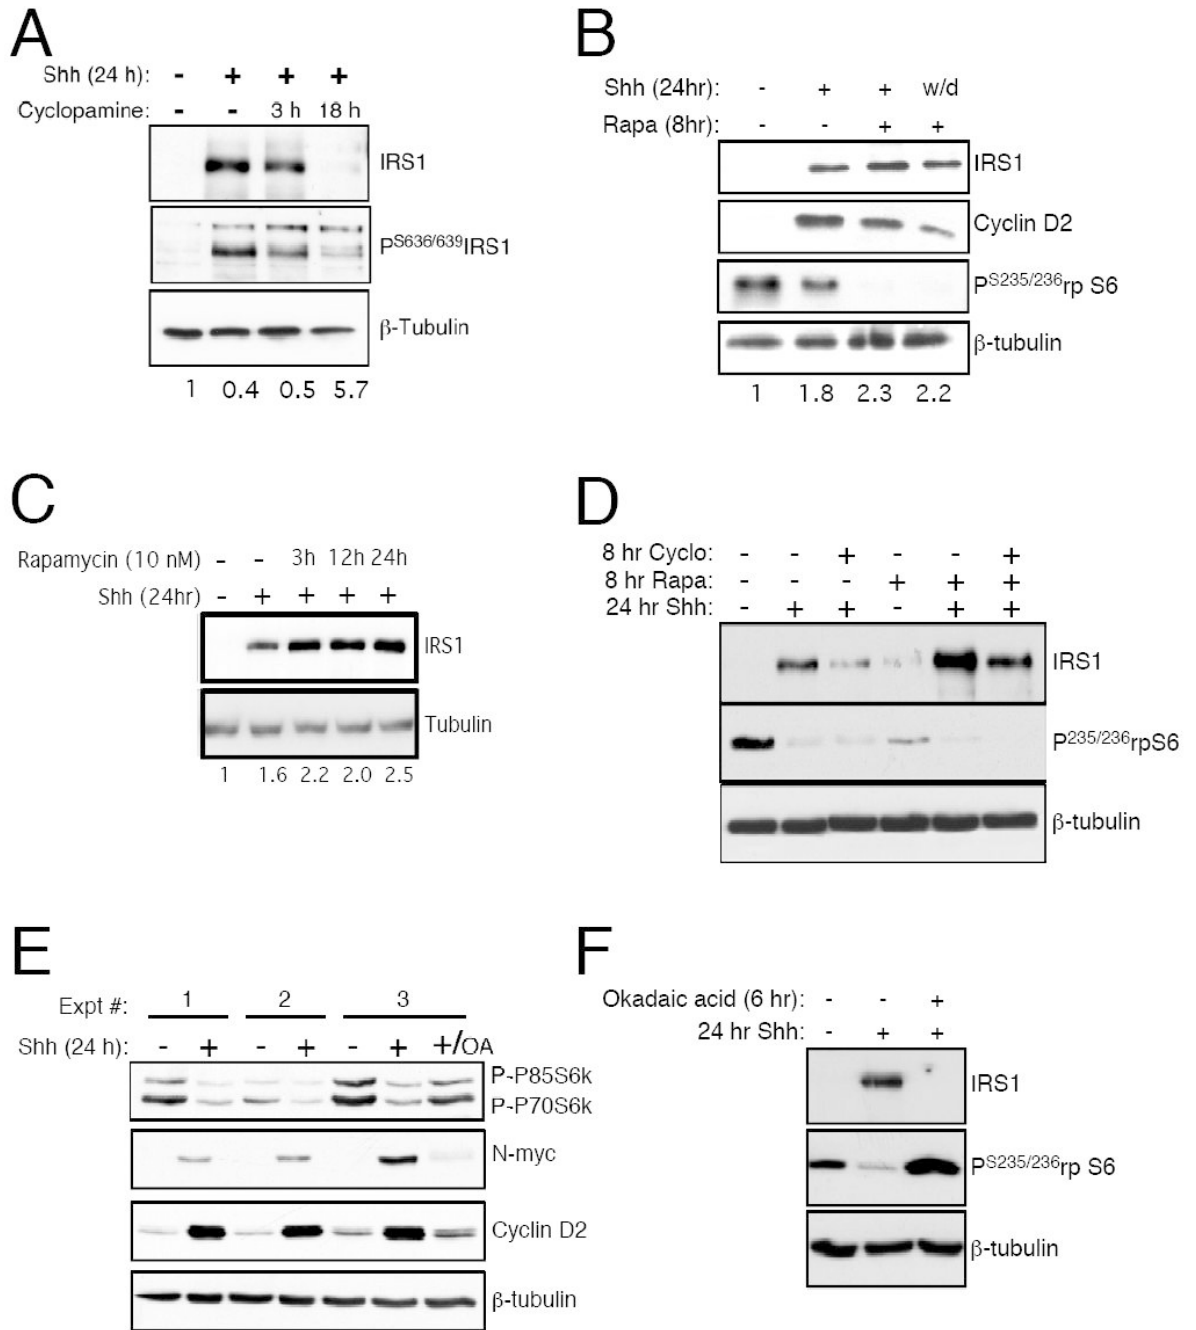 A
Shh (24 h): - + + +
Cyclopamine: - - 3 h 18 h
IRS1
PS636/639IRS1
β-Tubulin
1 0.4 0.5 5.7
B
Shh (24hr): - + + w/d
Rapa (8hr): - - + +
IRS1
Cyclin D2
PS235/236rp S6
β-tubulin
1 1.8 2.3 2.2
C
Rapamycin (10 nM) - - 3h 12h 24h
Shh (24hr) - + + + +
IRS1
Tubulin
1 1.6 2.2 2.0 2.5
D
8 hr Cyclo: - - + - - +
8 hr Rapa: - - - + + +
24 hr Shh: - + + - + +
IRS1
P235/236rpS6
β-tubulin
E
Expt #: 1 2 3
Shh (24 h): - + - + - + +/OA
P-P85S6k
P-P70S6k
N-myc
Cyclin D2
β-tubulin
F
Okadaic acid (6 hr): - - +
24 hr Shh: - + +
IRS1
PS235/236rp S6
β-tubulin